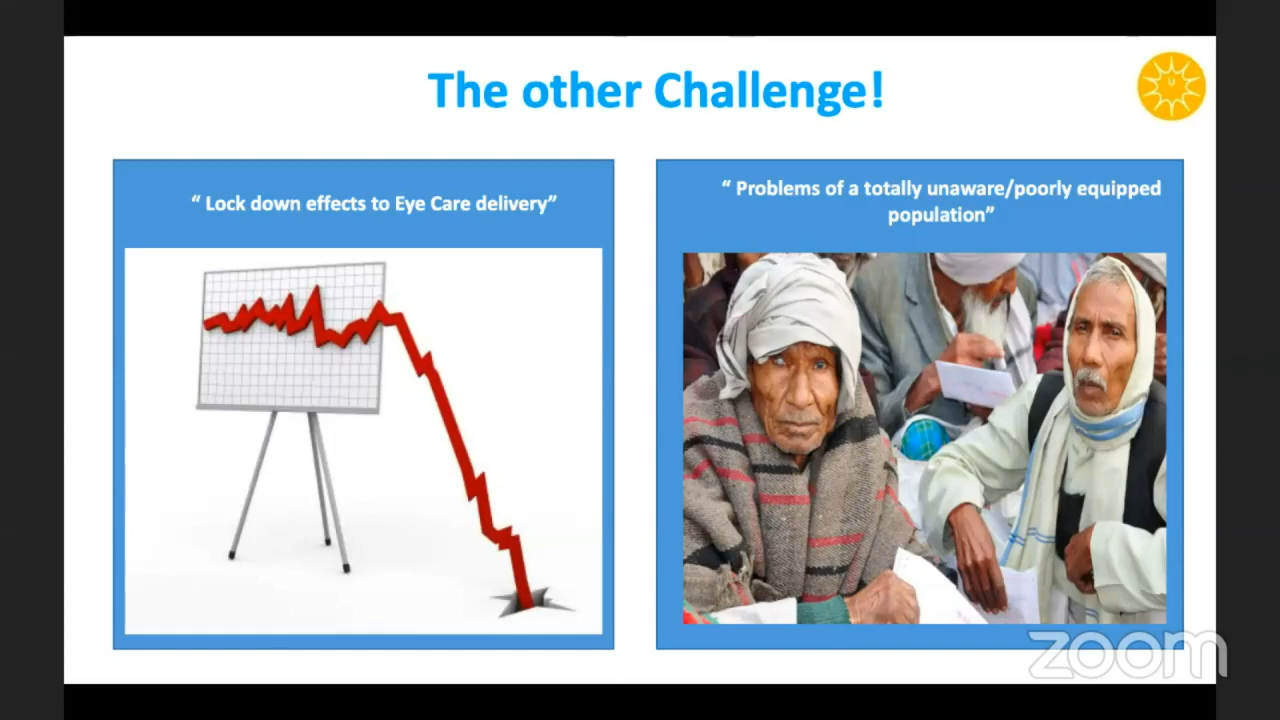 The other Challenge!
“ Lock down effects to Eye Care delivery”
“ Problems of a totally unaware/poorly equipped
population”
zoom